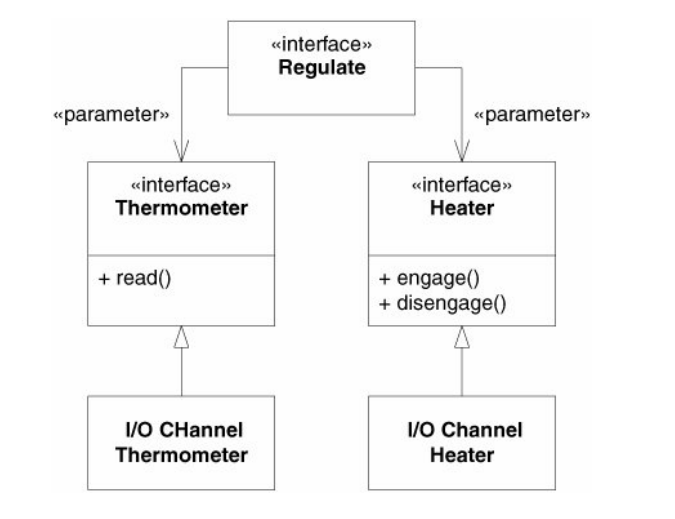 «interface»
Regulate
«parameter»
«parameter»
«interface»
Thermometer
+ read()
«interface»
Heater
+ engage()
+ disengage()
I/O CHannel
Thermometer
I/O Channel
Heater